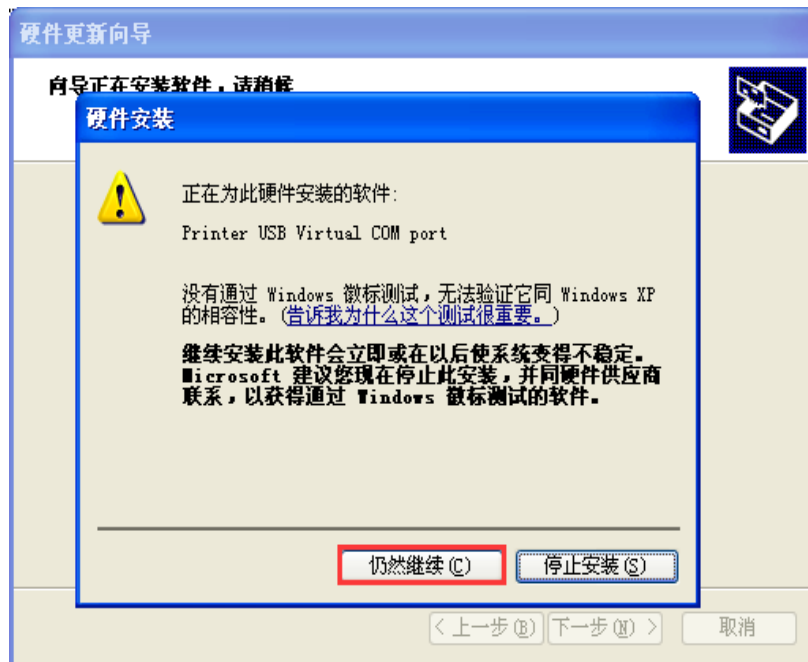 硬件更新向导
向导正在安装软件，请稍候
硬件安装
正在为此硬件安装的软件:
Printer USB Virtual COM port
没有通过 Windows 徽标测试，无法验证它同 Windows XP
的相容性。(告诉我为什么这个测试很重要。)
继续安装此软件会立即或在以后使系统变得不稳定。
Microsoft 建议您现在停止此安装，并同硬件供应商
联系，以获得通过 Windows 徽标测试的软件。
仍然继续(C) 停止安装(S)
< 上一步(B) 下一步(N) > 取消